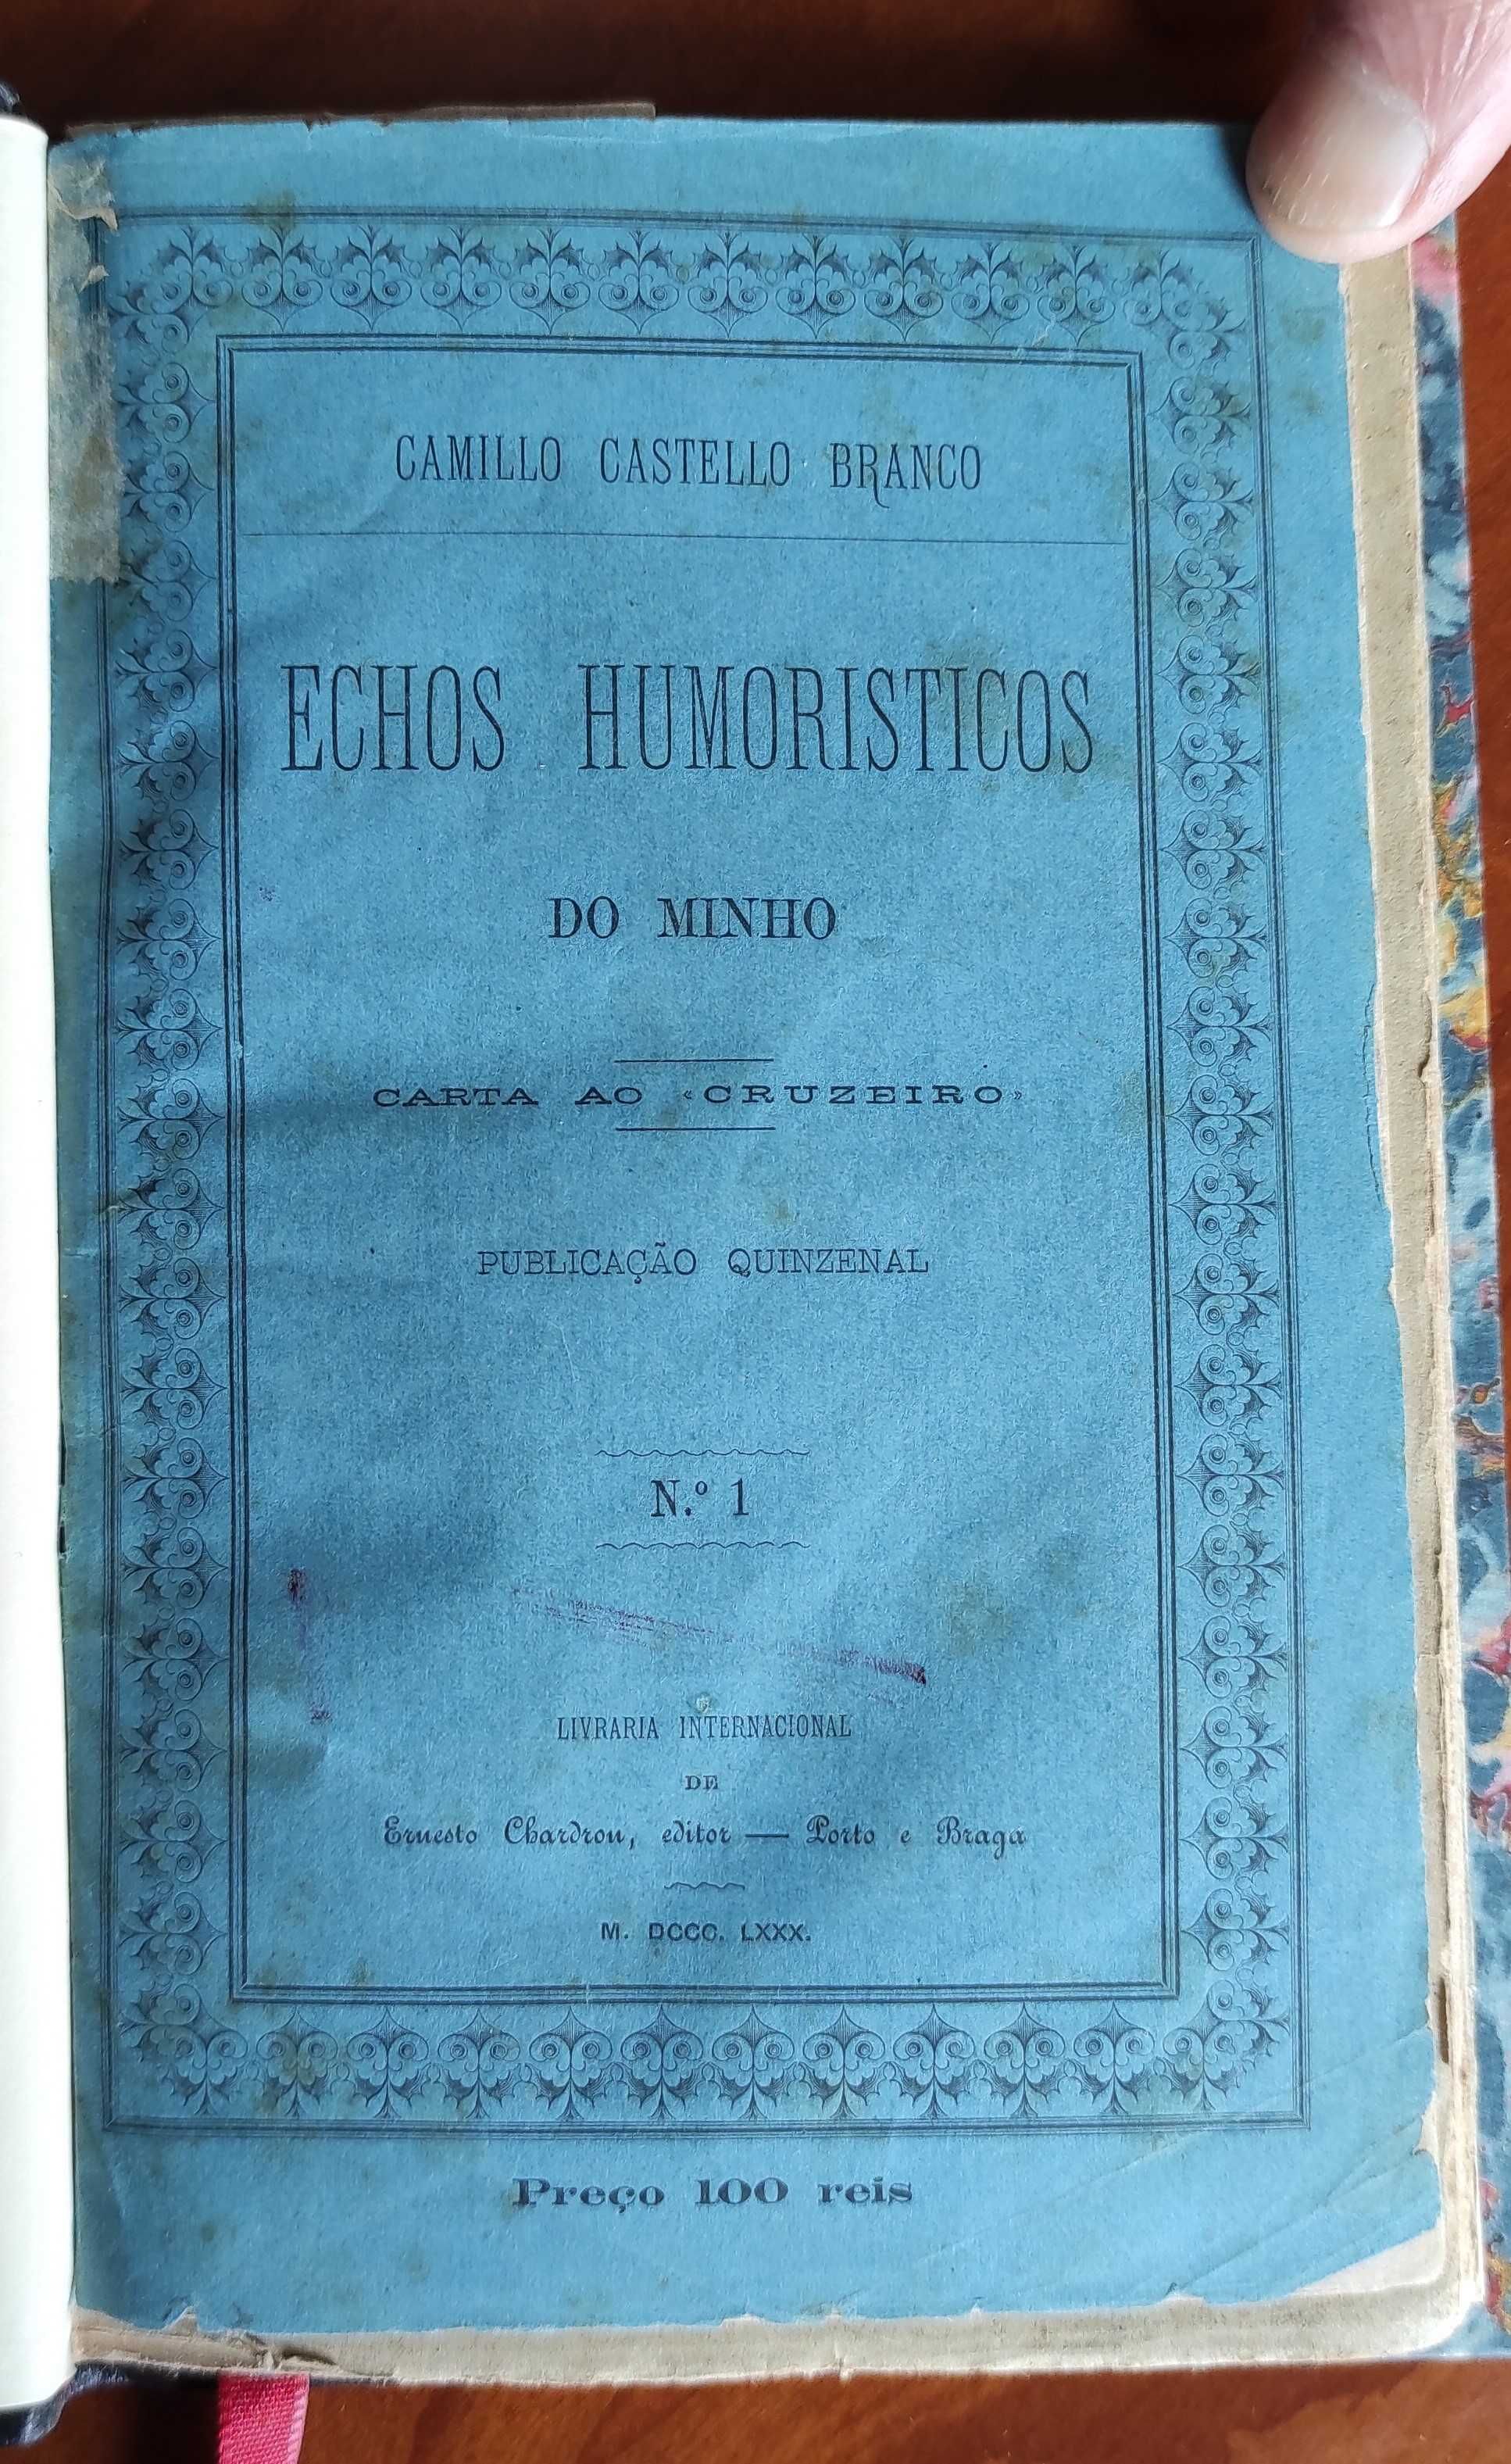 CAMILLO CASTELLO BRANCO
ECHOS HUMORISTICOS
DO MINHO
CARTA AO «CRUZEIRO»
PUBLICAÇÃO QUINZENAL
N.º 1
LIVRARIA INTERNACIONAL
DE
Ernesto Chardron, editor — Porto e Braga
M. DCCC. LXXX.
Preço 100 reis